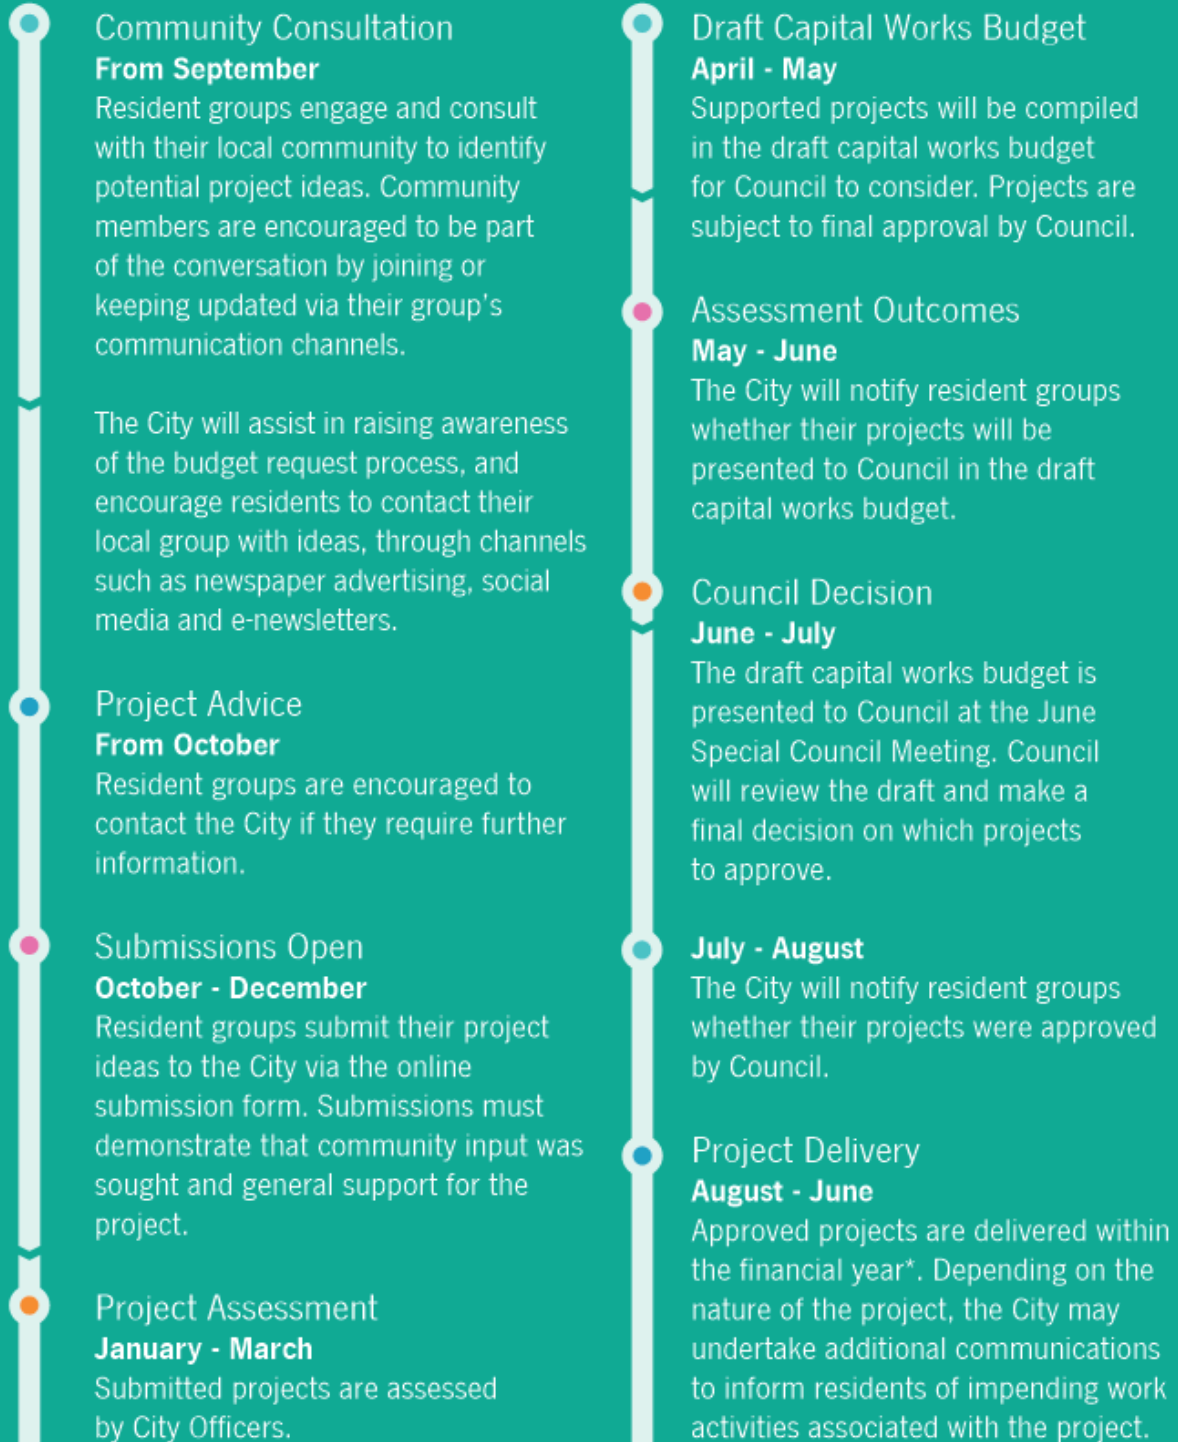 Community Consultation
From September
Resident groups engage and consult
with their local community to identify
potential project ideas. Community
members are encouraged to be part
of the conversation by joining or
keeping updated via their group's
communication channels.
The City will assist in raising awareness
of the budget request process, and
encourage residents to contact their
local group with ideas, through channels
such as newspaper advertising, social
media and e-newsletters.
Project Advice
From October
Resident groups are encouraged to
contact the City if they require further
information.
Submissions Open
October - December
Resident groups submit their project
ideas to the City via the online
submission form. Submissions must
demonstrate that community input was
sought and general support for the
project.
Project Assessment
January - March
Submitted projects are assessed
by City Officers.
Draft Capital Works Budget
April - May
Supported projects will be compiled
in the draft capital works budget
for Council to consider. Projects are
subject to final approval by Council.
Assessment Outcomes
May - June
The City will notify resident groups
whether their projects will be
presented to Council in the draft
capital works budget.
Council Decision
June - July
The draft capital works budget is
presented to Council at the June
Special Council Meeting. Council
will review the draft and make a
final decision on which projects
to approve.
July - August
The City will notify resident groups
whether their projects were approved
by Council.
Project Delivery
August - June
Approved projects are delivered within
the financial year*. Depending on the
nature of the project, the City may
undertake additional communications
to inform residents of impending work
activities associated with the project.